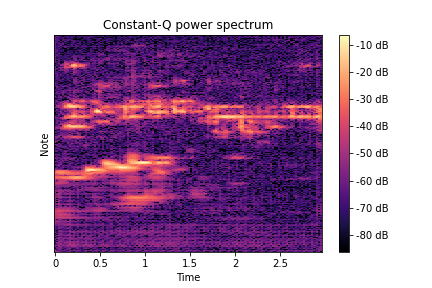 Constant-Q power spectrum
-10 dB
-20 dB
-30 dB
-40 dB
-50 dB
-60 dB
-70 dB
-80 dB
Note
0
0.5
1
1.5
2
2.5
Time